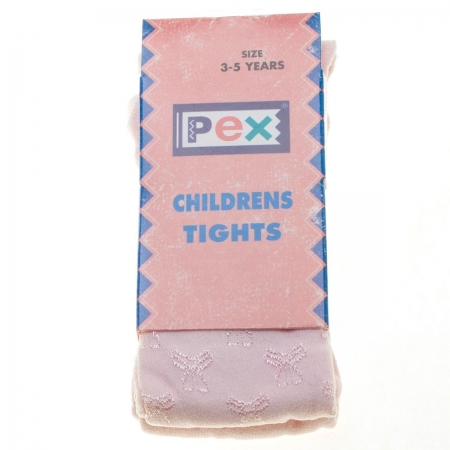 SIZE
3-5 YEARS
Pex®
CHILDRENS
TIGHTS